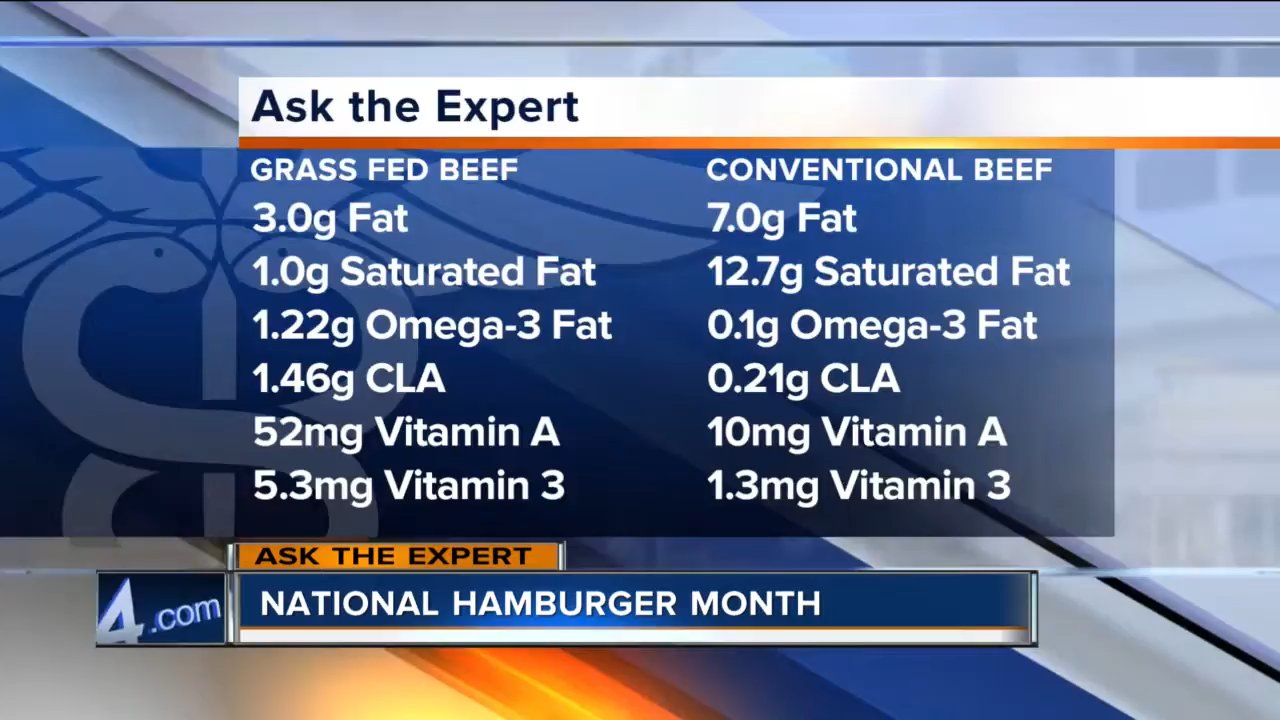 Ask the Expert
GRASS FED BEEF
3.0g Fat
1.0g Saturated Fat
1.22g Omega-3 Fat
1.46g CLA
52mg Vitamin A
5.3mg Vitamin 3
CONVENTIONAL BEEF
7.0g Fat
12.7g Saturated Fat
0.1g Omega-3 Fat
0.21g CLA
10mg Vitamin A
1.3mg Vitamin 3
ASK THE EXPERT
4.com
NATIONAL HAMBURGER MONTH